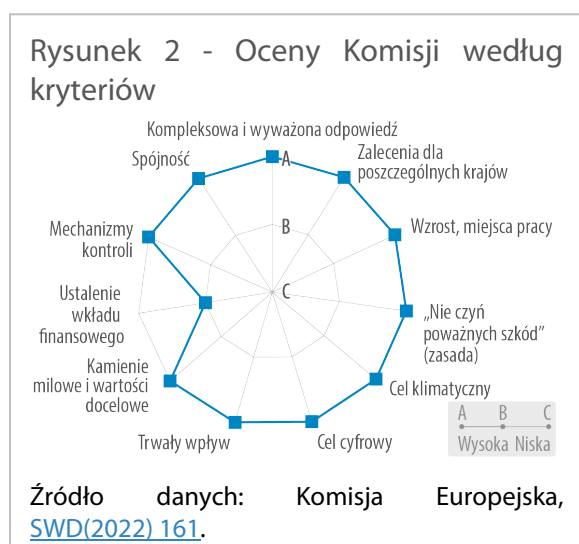 Rysunek 2 - Oceny Komisji według
kryteriów
Kompleksowa i wyważona odpowiedź
Spójność
A
Zalecenia dla
poszczególnych krajów
Mechanizmy
kontroli
B
Wzrost, miejsca pracy
Ustalenie
wkładu
finansowego
C
„Nie czyń
poważnych szkód”
(zasada)
Kamienie
milowe i wartości
docelowe
Cel klimatyczny
Trwały wpływ
Cel cyfrowy
A B C
Wysoka Niska
Źródło danych: Komisja Europejska,
SWD(2022) 161.